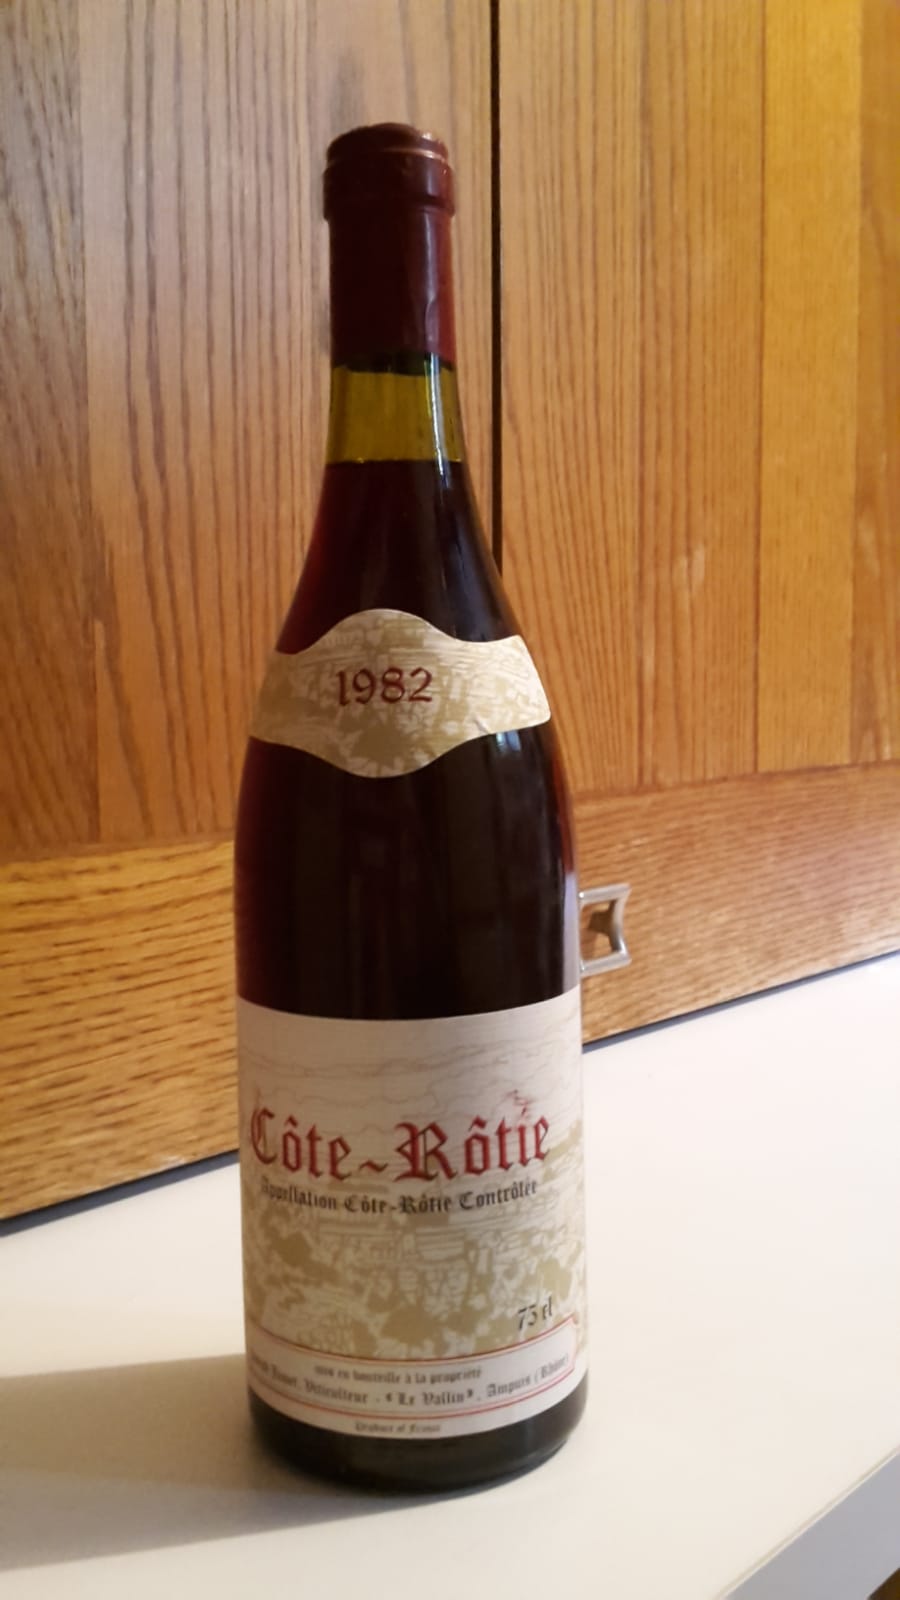 1982
Côte-Rôtie
Appellation Côte-Rôtie Contrôlée
75 cl
mis en bouteille à la propriété
Viticulteur - "Le Vallin", Ampuis (Rhône)
Produce of France